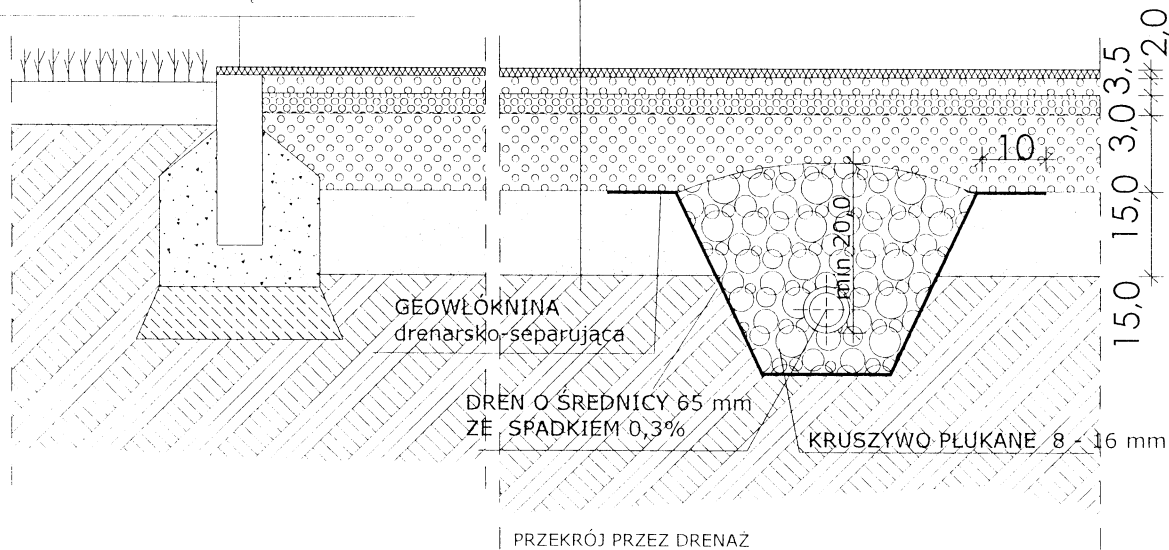 2,0
3,5
3,0
15,0
15,0
10
min 20,0
GEOWŁÓKNINA
drenarsko-separująca
DREN O ŚREDNICY 65 mm
ZE SPADKIEM 0,3%
KRUSZYWO PŁUKANE 8 - 16 mm
PRZEKRÓJ PRZEZ DRENAŻ